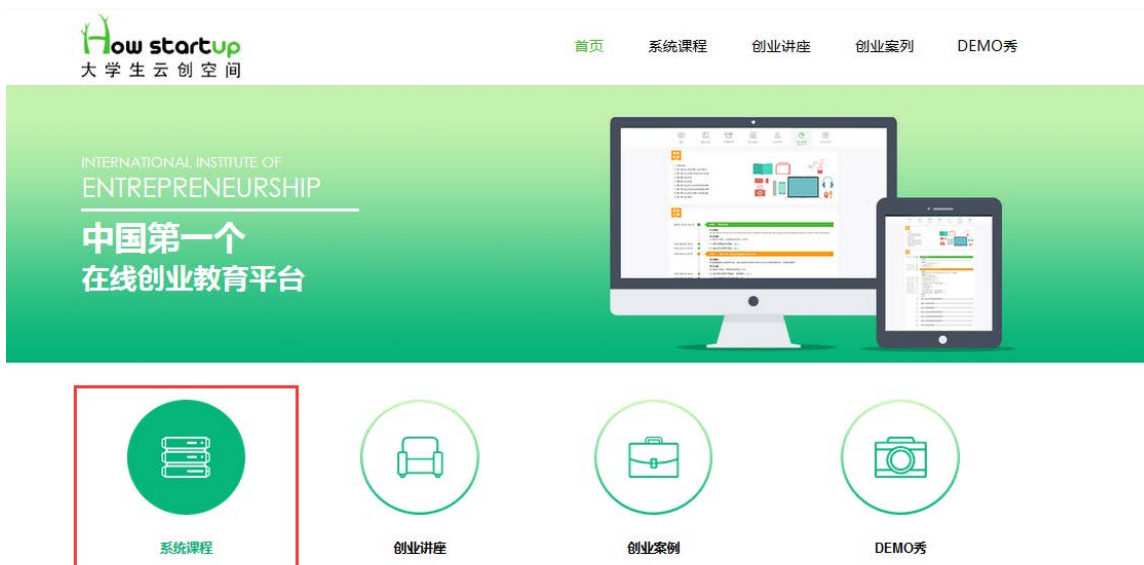 How startup
大学生云创空间
首页 系统课程 创业讲座 创业案列 DEMO秀
INTERNATIONAL INSTITUTE OF
ENTREPRENEURSHIP
中国第一个
在线创业教育平台
系统课程 创业讲座 创业案例 DEMO秀